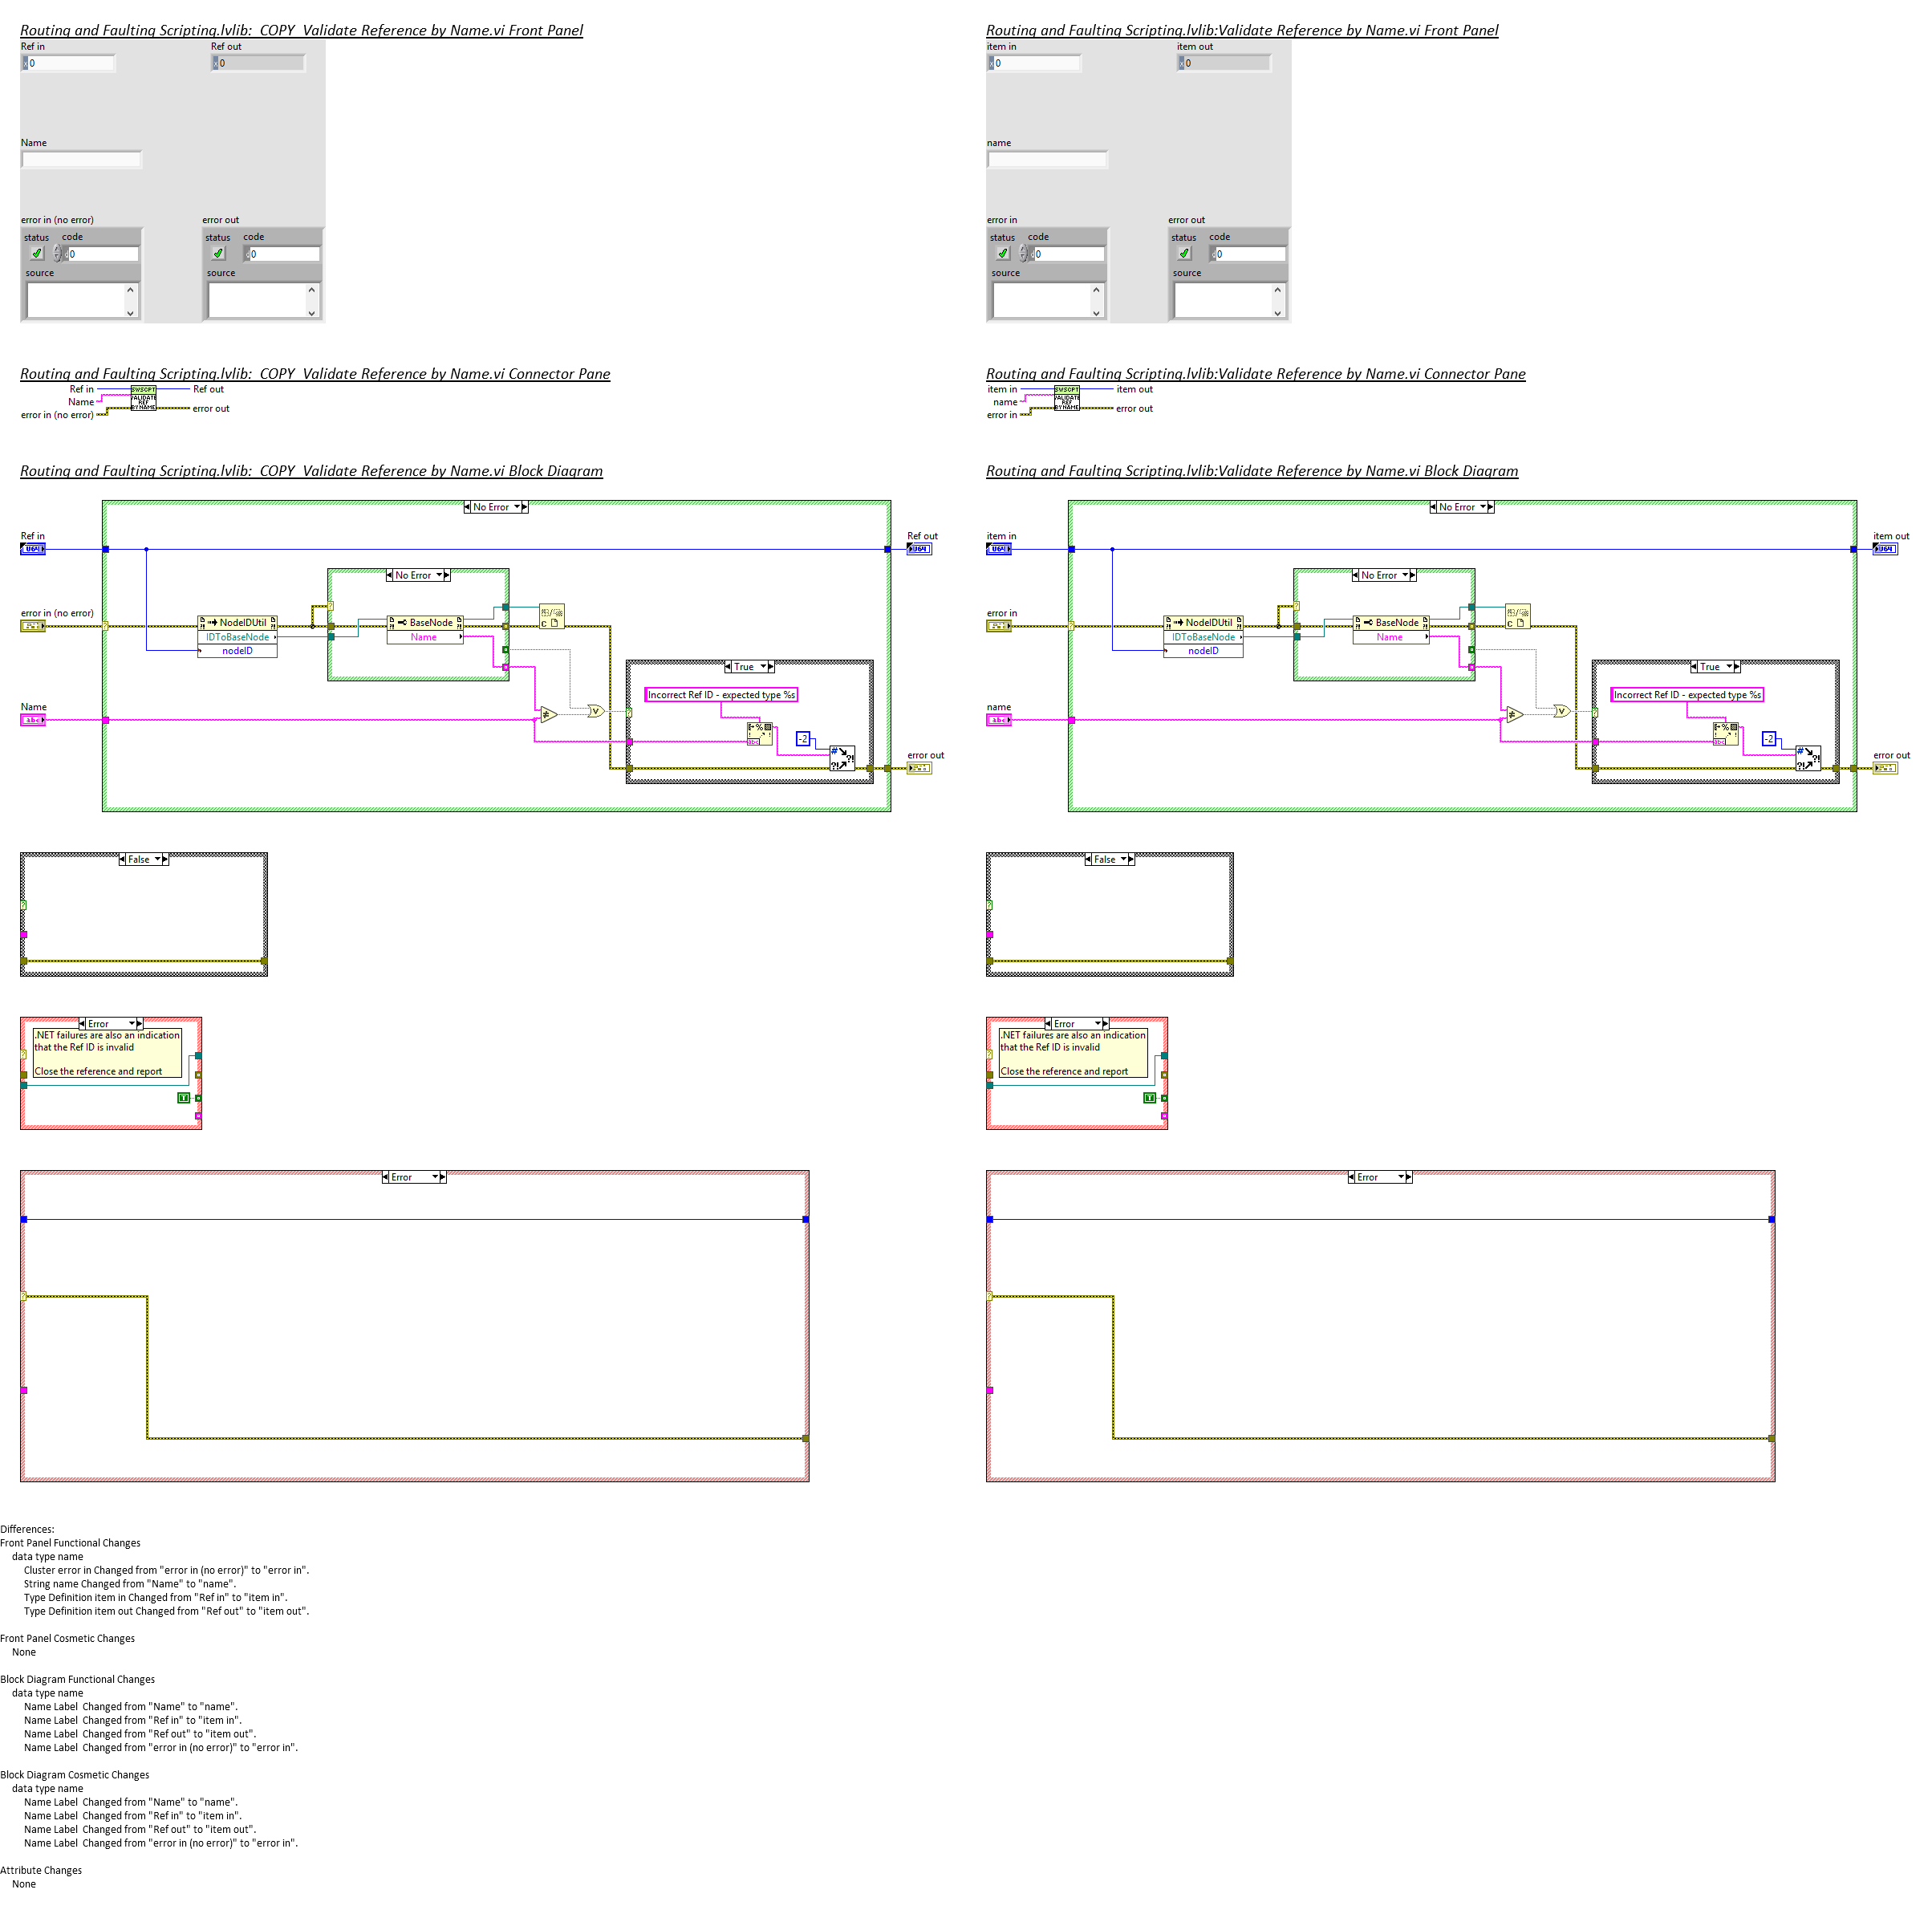 Routing and Faulting Scripting.lvlib:_COPY_Validate Reference by Name.vi Front Panel
Ref in
Ref out
0
0
Name
error in (no error)
error out
status code
status code
0
0
source
source
Routing and Faulting Scripting.lvlib:Validate Reference by Name.vi Front Panel
item in
item out
0
0
name
error in
error out
status code
status code
0
0
source
source
Routing and Faulting Scripting.lvlib:_COPY_Validate Reference by Name.vi Connector Pane
Ref in
Name
error in (no error)
SWSCPT
VALIDATE
REF
BYNAME
Ref out
error out
Routing and Faulting Scripting.lvlib:Validate Reference by Name.vi Connector Pane
item in
name
error in
SWSCPT
VALIDATE
REF
BYNAME
item out
error out
Routing and Faulting Scripting.lvlib:_COPY_Validate Reference by Name.vi Block Diagram
No Error
Ref in
U64
Ref out
U64
No Error
error in (no error)
NodeIDUtil
IDToBaseNode
nodeID
BaseNode
Name
True
Incorrect Ref ID - expected type %s
Name
abc
-2
error out
Routing and Faulting Scripting.lvlib:Validate Reference by Name.vi Block Diagram
No Error
item in
U64
item out
U64
No Error
error in
NodeIDUtil
IDToBaseNode
nodeID
BaseNode
Name
True
Incorrect Ref ID - expected type %s
name
abc
-2
error out
False
False
Error
.NET failures are also an indication
that the Ref ID is invalid
Close the reference and report
T
Error
.NET failures are also an indication
that the Ref ID is invalid
Close the reference and report
T
Error
Error
Differences:
Front Panel Functional Changes
data type name
Cluster error in Changed from "error in (no error)" to "error in".
String name Changed from "Name" to "name".
Type Definition item in Changed from "Ref in" to "item in".
Type Definition item out Changed from "Ref out" to "item out".
Front Panel Cosmetic Changes
None
Block Diagram Functional Changes
data type name
Name Label  Changed from "Name" to "name".
Name Label  Changed from "Ref in" to "item in".
Name Label  Changed from "Ref out" to "item out".
Name Label  Changed from "error in (no error)" to "error in".
Block Diagram Cosmetic Changes
data type name
Name Label  Changed from "Name" to "name".
Name Label  Changed from "Ref in" to "item in".
Name Label  Changed from "Ref out" to "item out".
Name Label  Changed from "error in (no error)" to "error in".
Attribute Changes
None